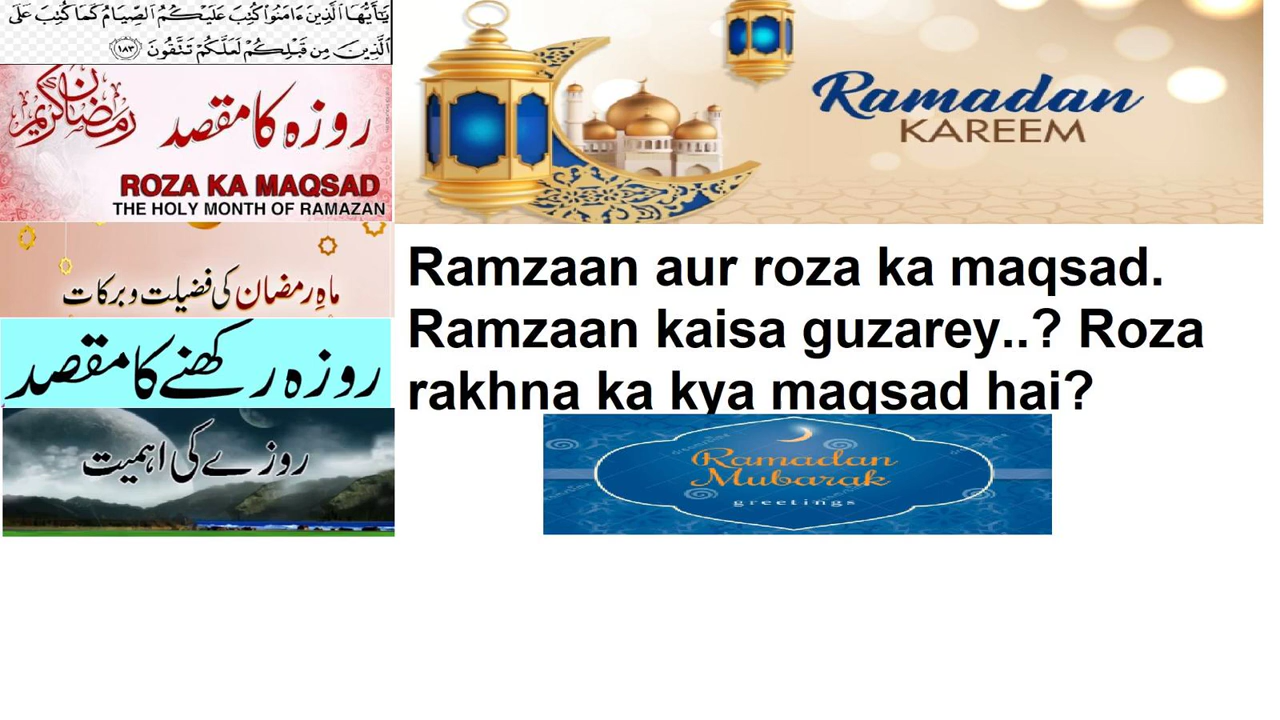 يَٰٓأَيُّهَا ٱلَّذِينَ ءَامَنُوا۟ كُتِبَ عَلَيْكُمُ ٱلصِّيَامُ كَمَا كُتِبَ عَلَى
ٱلَّذِينَ مِن قَبْلِكُمْ لَعَلَّكُمْ تَتَّقُونَ ﴿١٨٣﴾
رمضان كريم
روزہ کا مقصد
ROZA KA MAQSAD
THE HOLY MONTH OF RAMAZAN
ماہِ رمضان کی فضیلت و برکات
روزہ رکھنے کا مقصد
روزے کی اہمیت
Ramadan
KAREEM
Ramzaan aur roza ka maqsad.
Ramzaan kaisa guzarey..? Roza
rakhna ka kya maqsad hai?
Ramadan
Mubarak
greetings